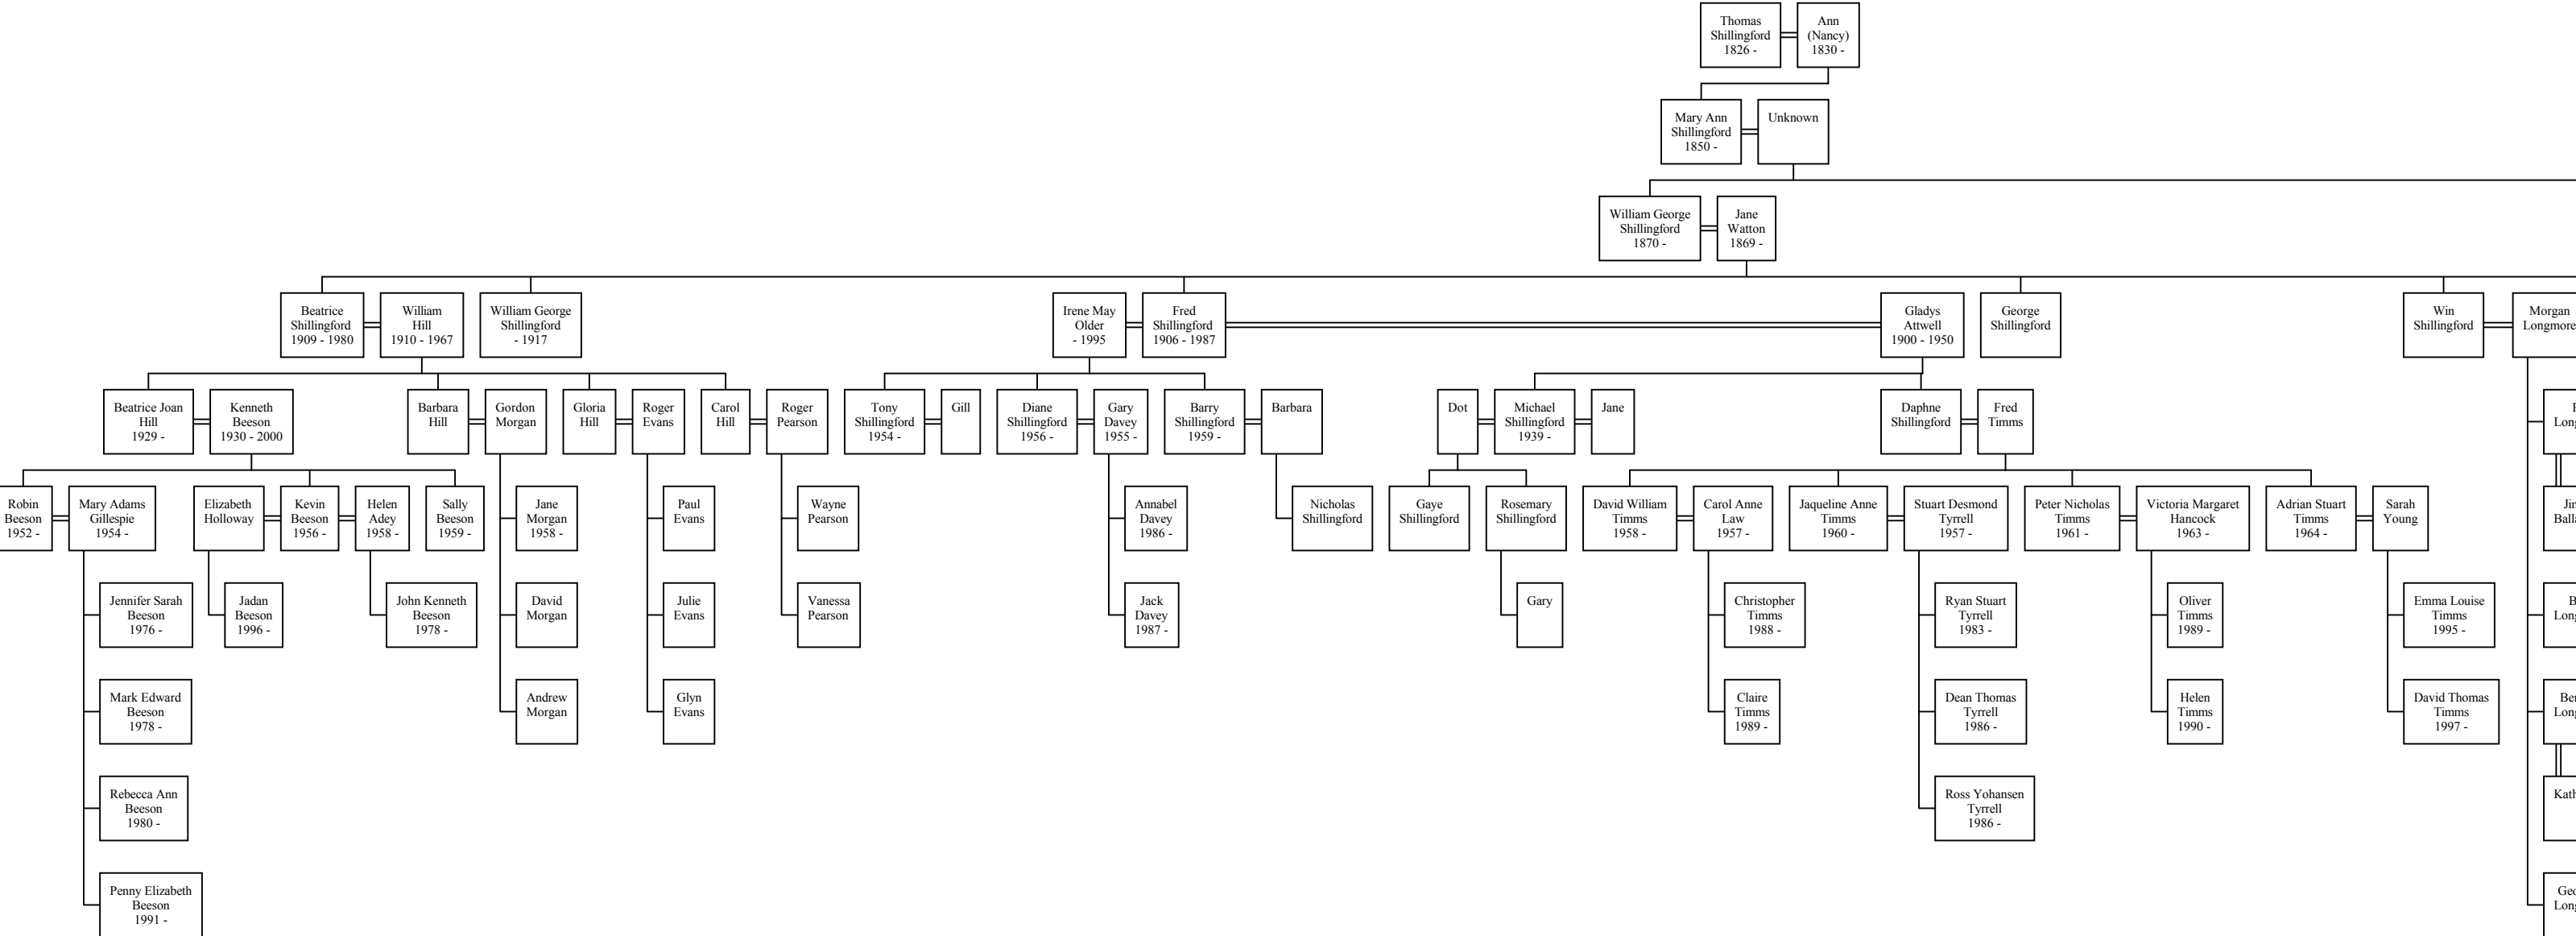 Thomas
Shillingford
1826 -
Ann
(Nancy)
1830 -
Mary Ann
Shillingford
1850 -
Unknown
William George
Shillingford
1870 -
Jane
Watton
1869 -
Beatrice
Shillingford
1909 - 1980
William
Hill
1910 - 1967
William George
Shillingford
- 1917
Irene May
Older
- 1995
Fred
Shillingford
1906 - 1987
Gladys
Attwell
1900 - 1950
George
Shillingford
Win
Shillingford
Morgan
Longmore
Beatrice Joan
Hill
1929 -
Kenneth
Beeson
1930 - 2000
Barbara
Hill
Gordon
Morgan
Gloria
Hill
Roger
Evans
Carol
Hill
Roger
Pearson
Tony
Shillingford
1954 -
Gill
Diane
Shillingford
1956 -
Gary
Davey
1955 -
Barry
Shillingford
1959 -
Barbara
Dot
Michael
Shillingford
1939 -
Jane
Daphne
Shillingford
Fred
Timms
Robin
Beeson
1952 -
Mary Adams
Gillespie
1954 -
Elizabeth
Holloway
Kevin
Beeson
1956 -
Helen
Adey
1958 -
Sally
Beeson
1959 -
Jane
Morgan
1958 -
Paul
Evans
Wayne
Pearson
Annabel
Davey
1986 -
Nicholas
Shillingford
Gaye
Shillingford
Rosemary
Shillingford
David William
Timms
1958 -
Carol Anne
Law
1957 -
Jaqueline Anne
Timms
1960 -
Stuart Desmond
Tyrrell
1957 -
Peter Nicholas
Timms
1961 -
Victoria Margaret
Hancock
1963 -
Adrian Stuart
Timms
1964 -
Sarah
Young
Jennifer Sarah
Beeson
1976 -
Jadan
Beeson
1996 -
John Kenneth
Beeson
1978 -
David
Morgan
Julie
Evans
Vanessa
Pearson
Jack
Davey
1987 -
Gary
Christopher
Timms
1988 -
Ryan Stuart
Tyrrell
1983 -
Oliver
Timms
1989 -
Emma Louise
Timms
1995 -
Mark Edward
Beeson
1978 -
Andrew
Morgan
Glyn
Evans
Claire
Timms
1989 -
Dean Thomas
Tyrrell
1986 -
Helen
Timms
1990 -
David Thomas
Timms
1997 -
Rebecca Ann
Beeson
1980 -
Ross Yohansen
Tyrrell
1986 -
Penny Elizabeth
Beeson
1991 -